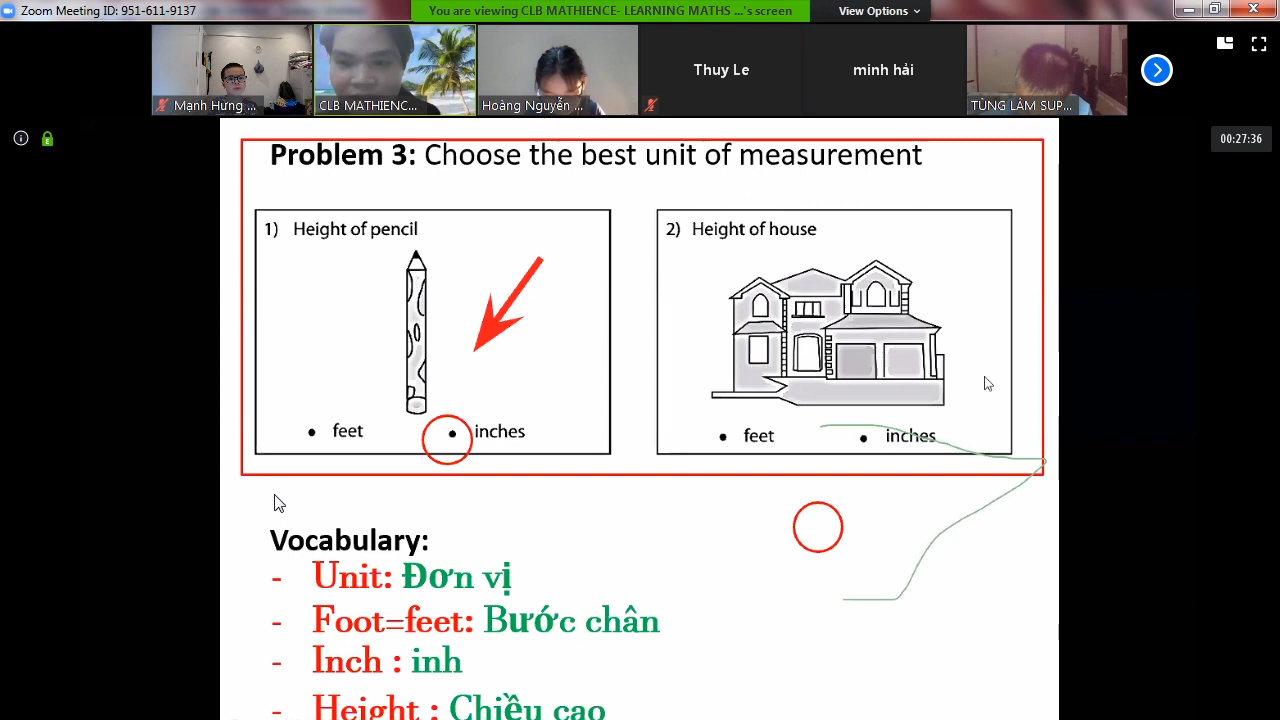 Zoom Meeting ID: 951-611-9137
You are viewing CLB MATHIENCE- LEARNING MATHS ...'s screen
View Options
Mạnh Hưng ...
CLB MATHIENC...
Hoàng Nguyễn ...
Thuy Le
minh hải
TÙNG LÂM SUP...
00:27:36
Problem 3: Choose the best unit of measurement
1) Height of pencil
feet
inches
2) Height of house
feet
inches
Vocabulary:
- Unit: Đơn vị
- Foot=feet: Bước chân
- Inch : inh
- Height : Chiều cao